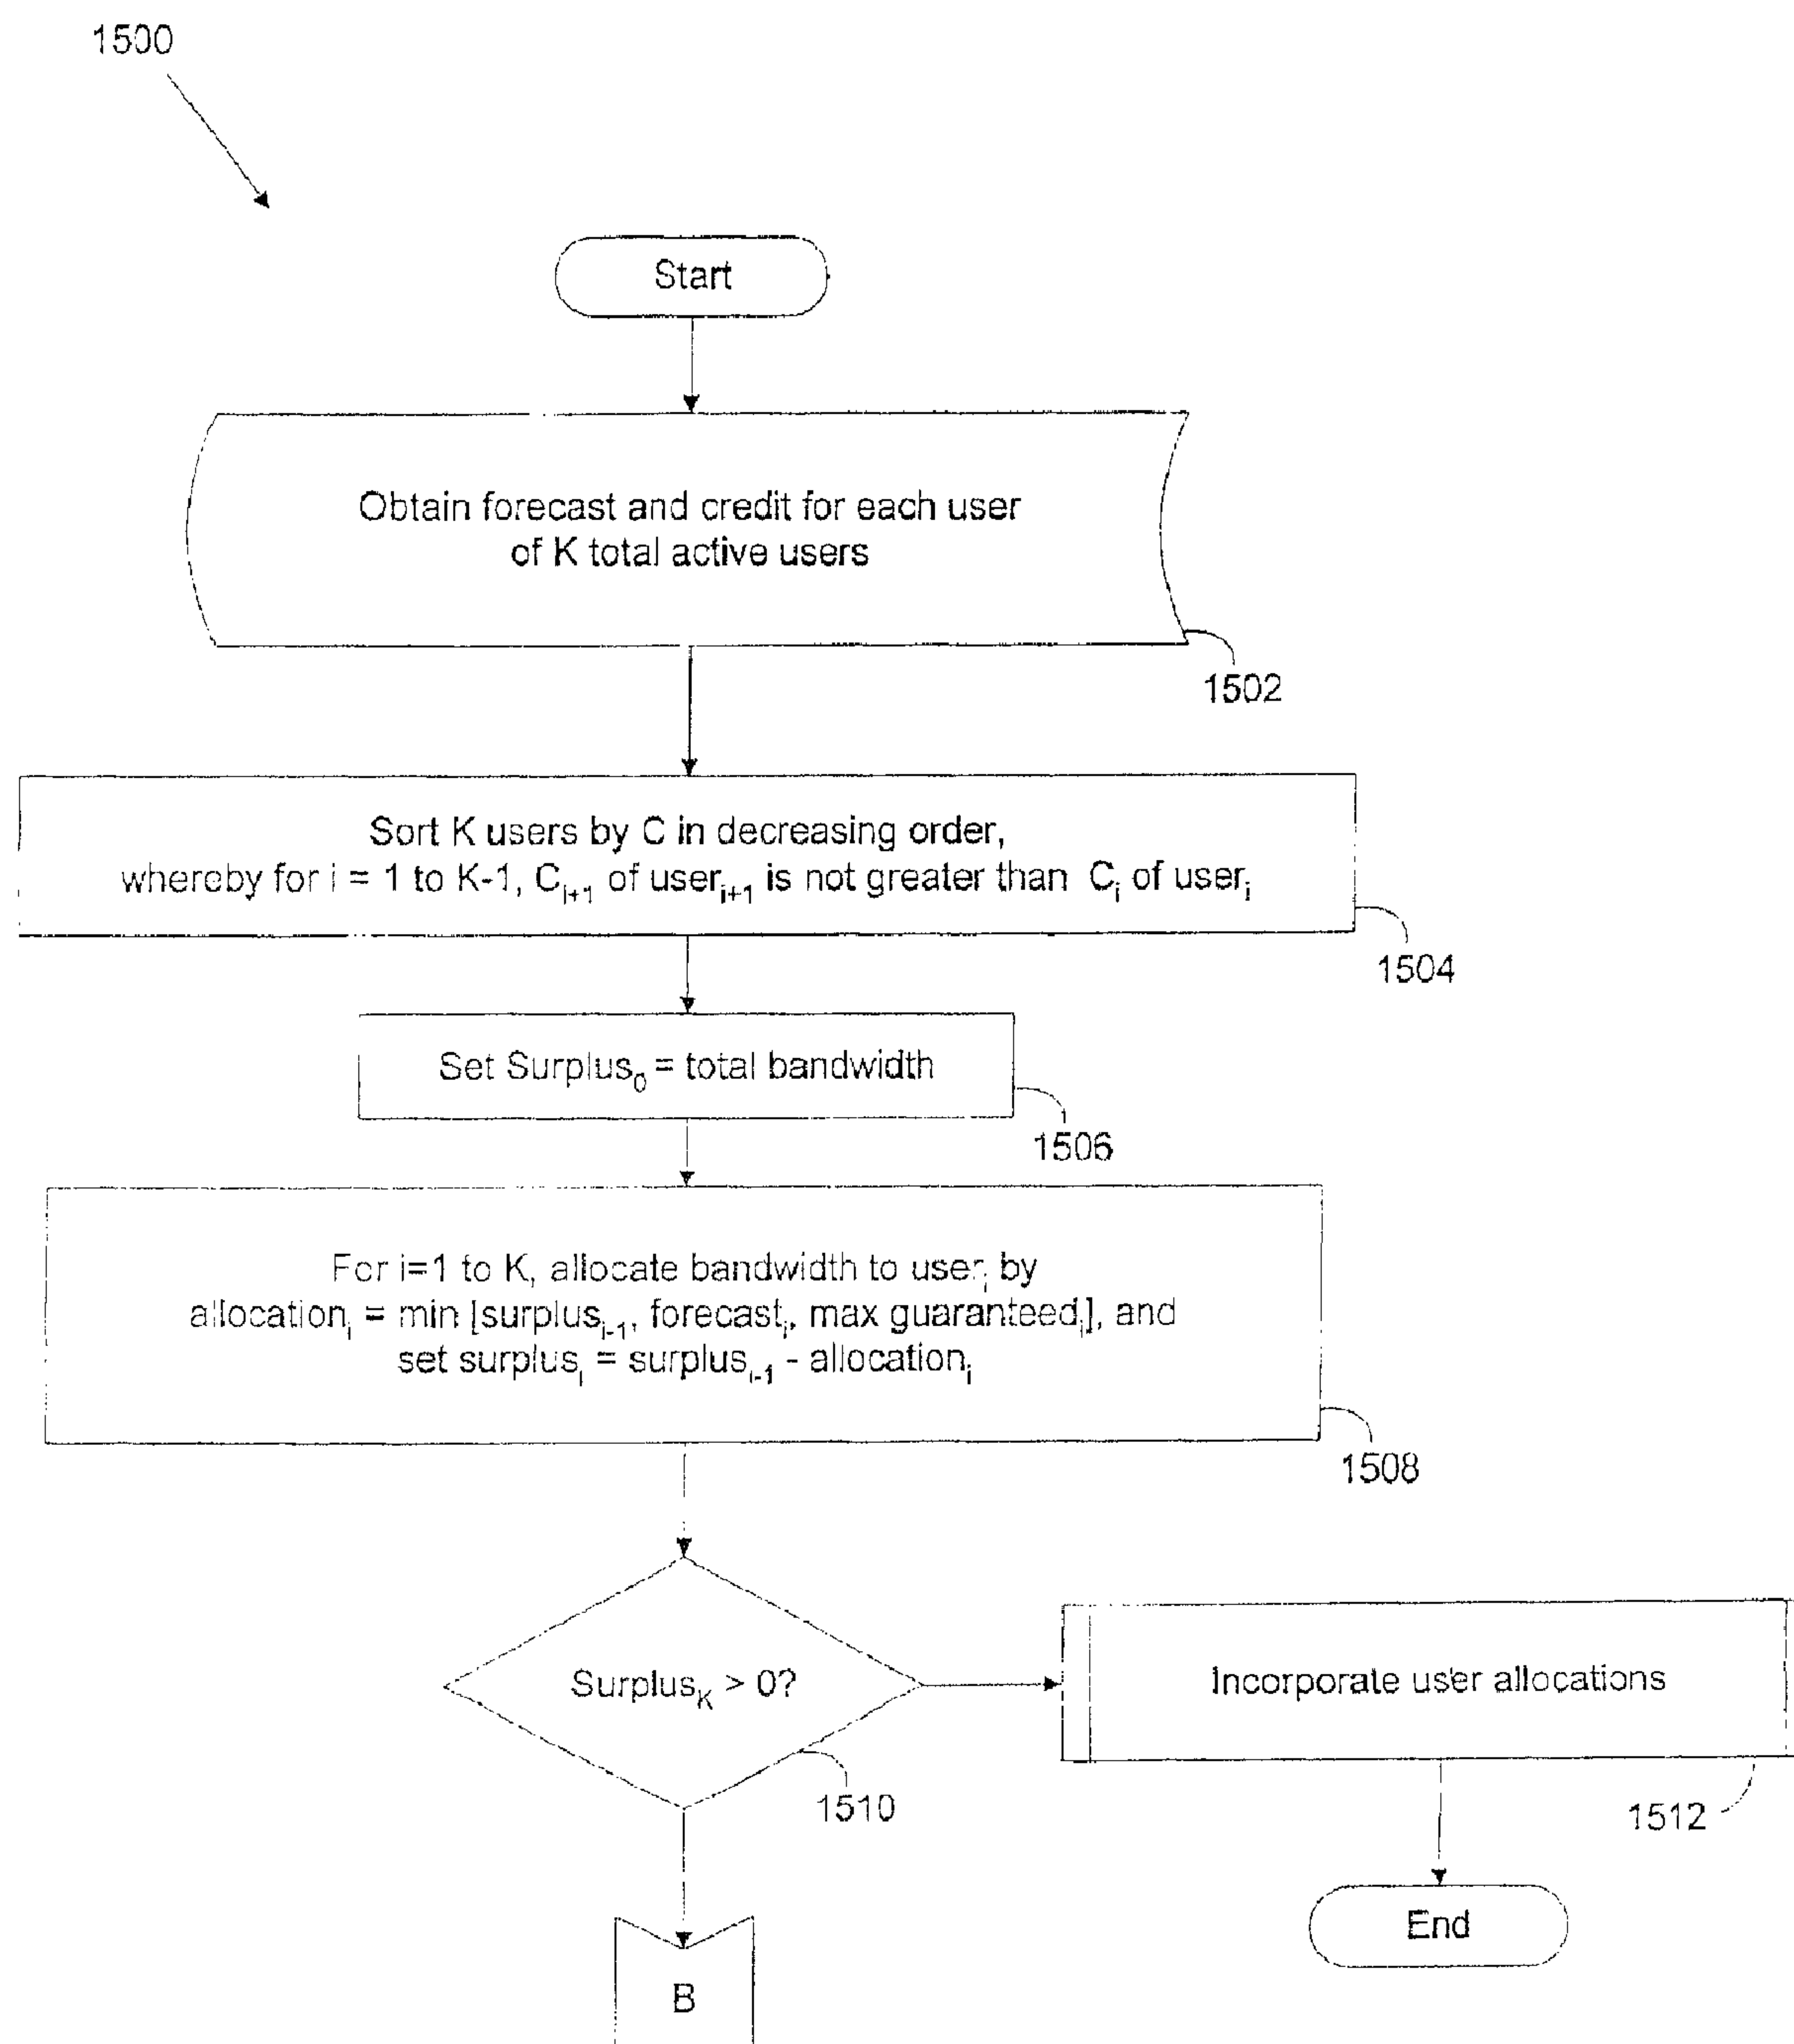 1500
Start
Obtain forecast and credit for each user
of K total active users
1502
Sort K users by C in decreasing order,
whereby for i = 1 to K-1, Cᵢ₊₁ of userᵢ₊₁ is not greater than Cᵢ of userᵢ
1504
Set Surplus₀ = total bandwidth
1506
For i=1 to K, allocate bandwidth to userᵢ by
allocationᵢ = min [surplusᵢ₋₁, forecastᵢ, max guaranteedᵢ], and
set surplusᵢ = surplusᵢ₋₁ - allocationᵢ
1508
Surplus_K > 0?
1510
Incorporate user allocations
1512
End
B